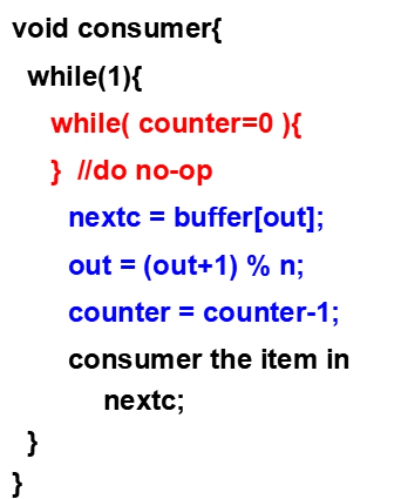 void consumer{
while(1){
while( counter=0 ){
} //do no-op
nextc = buffer[out];
out = (out+1) % n;
counter = counter-1;
consumer the item in
nextc;
}
}